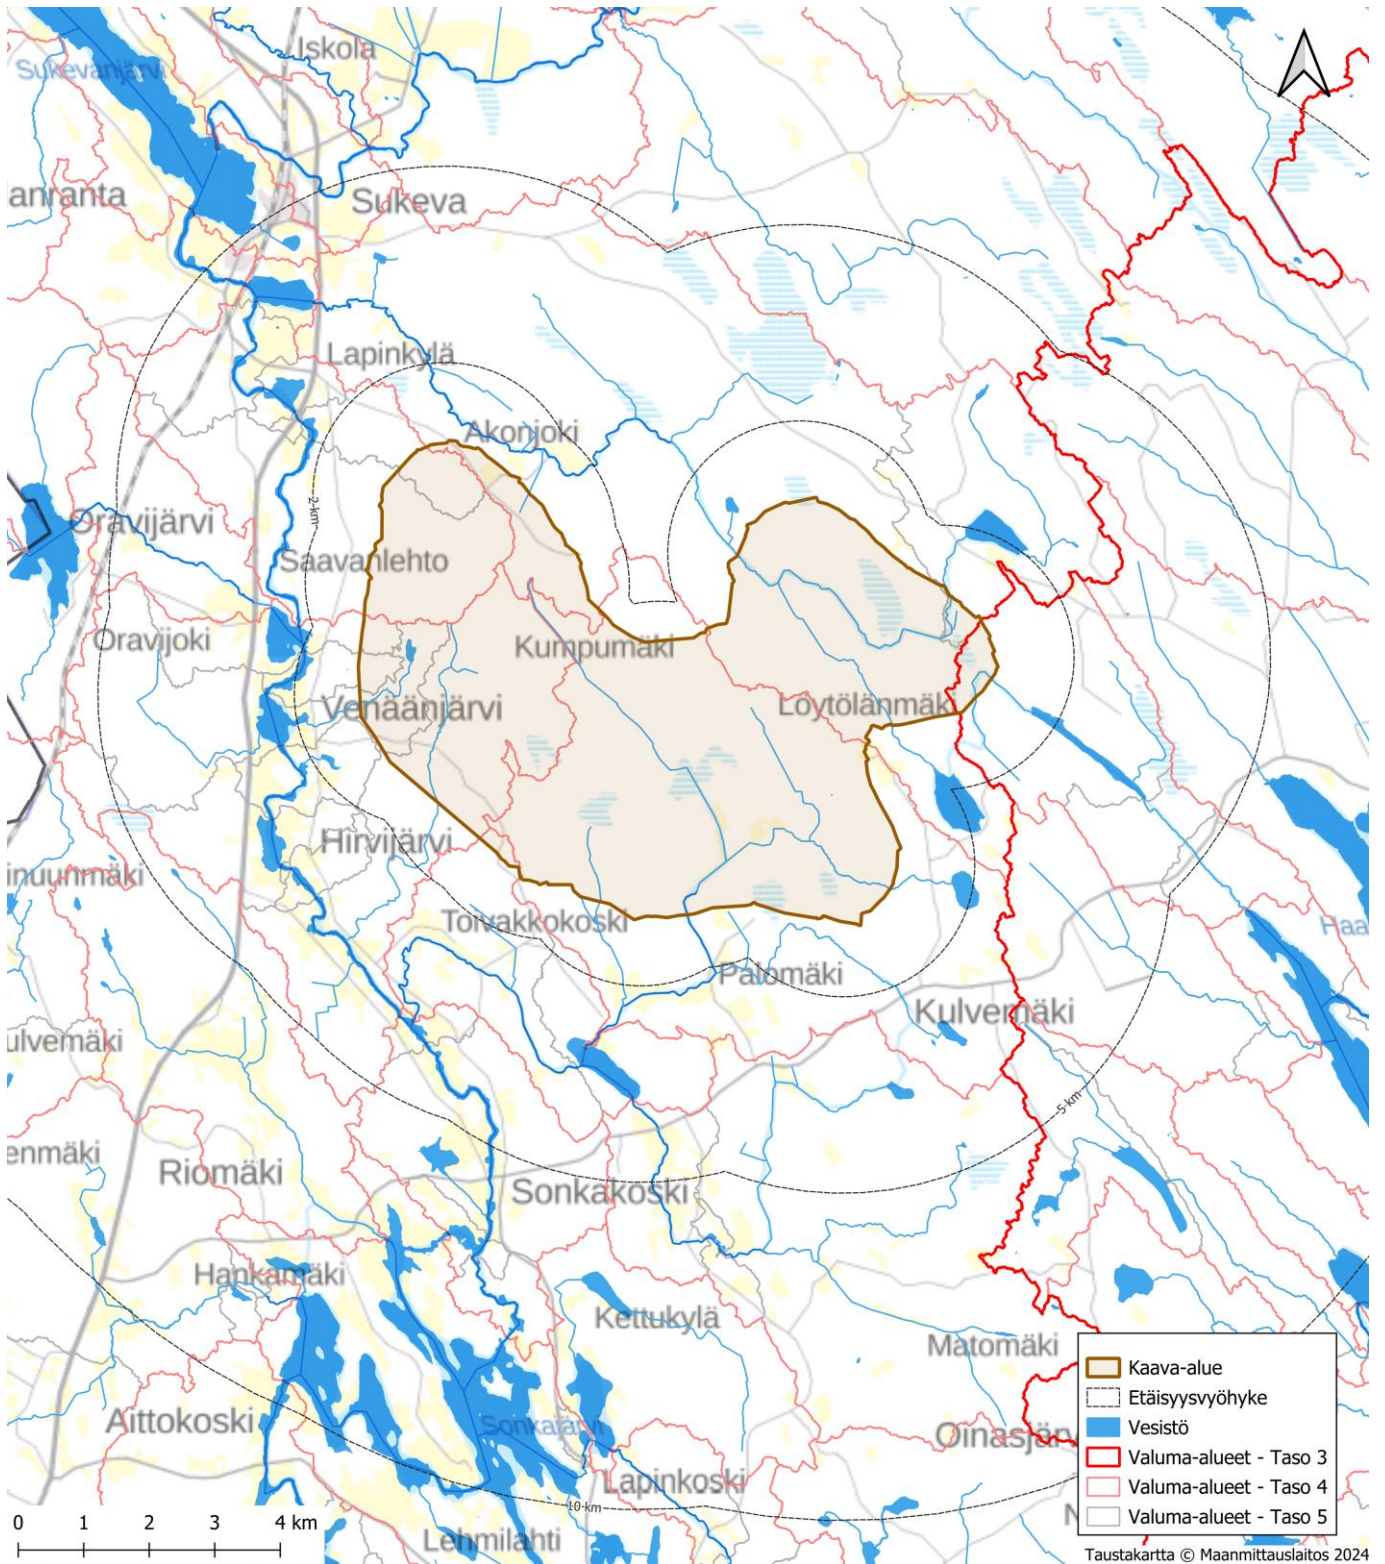 Iskola
Sukevanjärvi
anranta
Sukeva
Lapinkylä
Akonjoki
2 km
Oravijärvi
Saavanlehto
Oravijoki
Kumpumäki
Venäänjärvi
Löytölänmäki
Hirvijärvi
inuunmäki
Toivakkokoski
Haa
Palomäki
Kulvemäki
ulvemäki
5 km
enmäki
Riomäki
Sonkakoski
Hankamäki
Kettukylä
Matomäki
Aittokoski
Sonkajärvi
Oinasjärv
Lapinkoski
10 km
N
Lehmilahti
Kaava-alue
Etäisyysvyöhyke
Vesistö
Valuma-alueet - Taso 3
Valuma-alueet - Taso 4
Valuma-alueet - Taso 5
0 1 2 3 4 km
Taustakartta © Maanmittauslaitos 2024